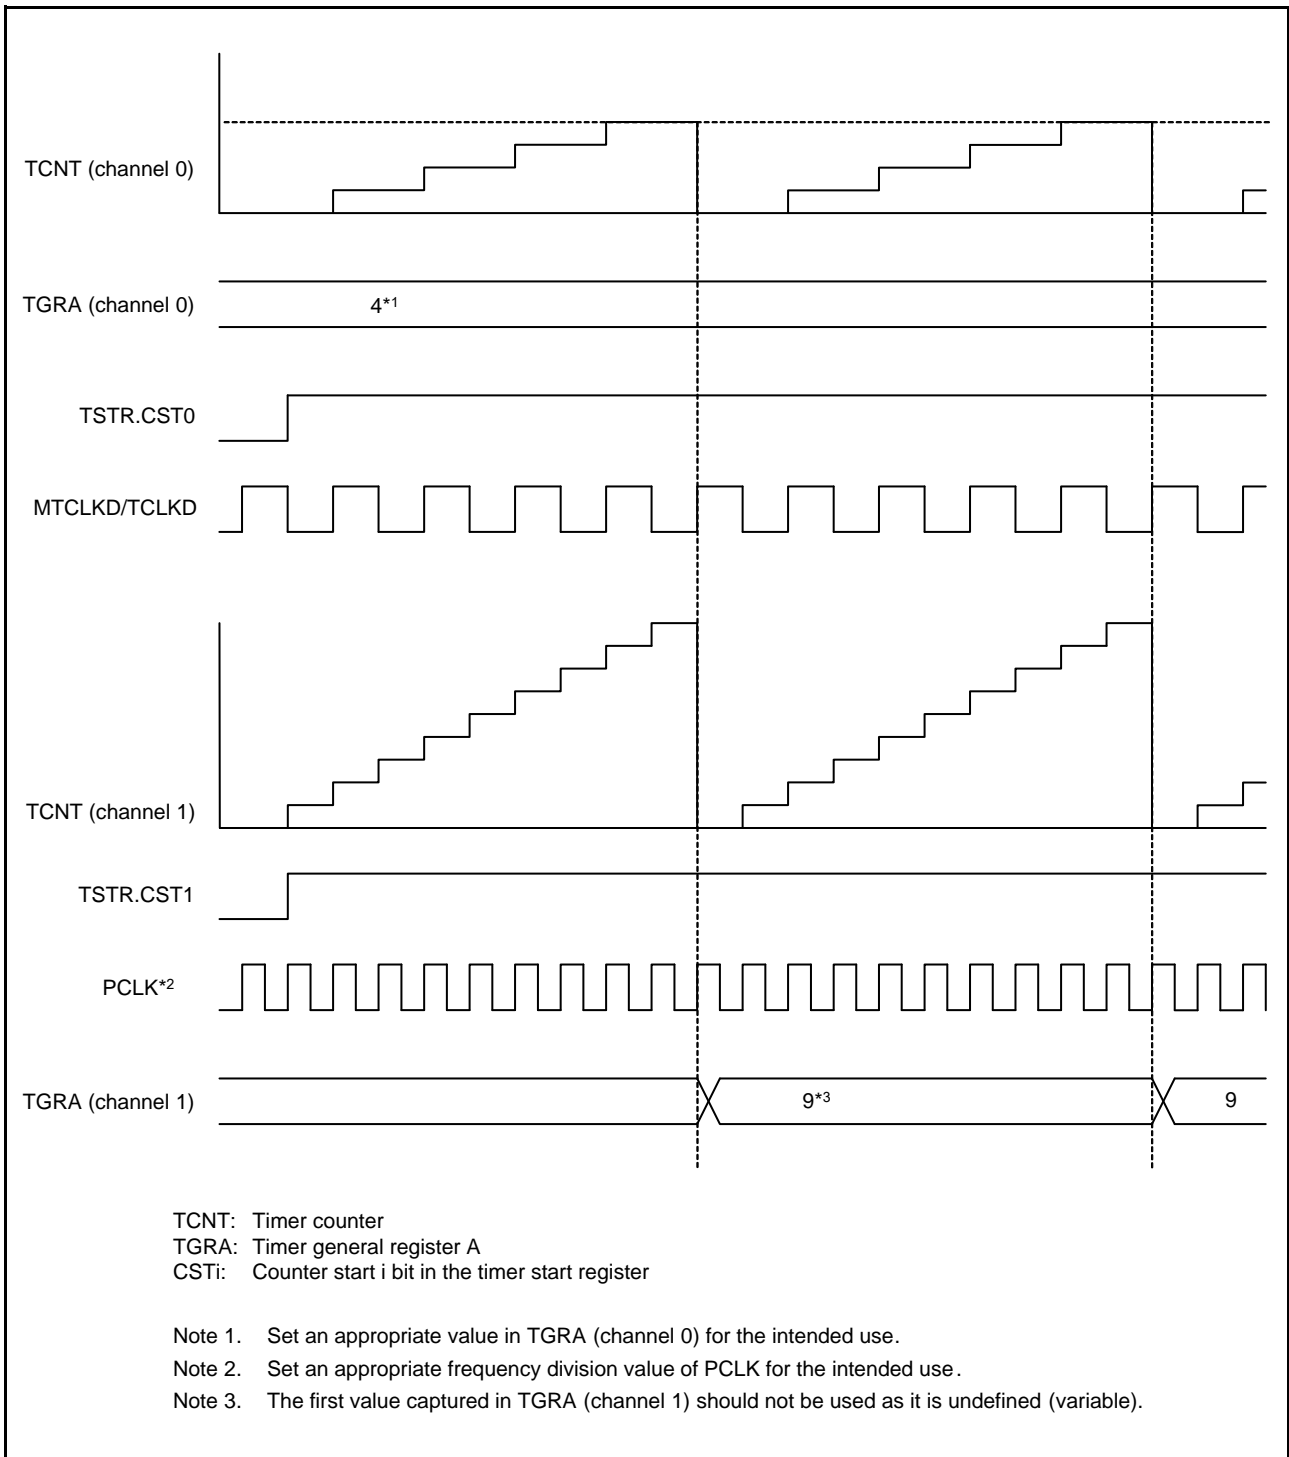 TCNT (channel 0)
TGRA (channel 0)
4*1
TSTR.CST0
MTCLKD/TCLKD
TCNT (channel 1)
TSTR.CST1
PCLK*2
TGRA (channel 1)
9*3
9
TCNT: Timer counter
TGRA: Timer general register A
CSTi: Counter start i bit in the timer start register
Note 1. Set an appropriate value in TGRA (channel 0) for the intended use.
Note 2. Set an appropriate frequency division value of PCLK for the intended use.
Note 3. The first value captured in TGRA (channel 1) should not be used as it is undefined (variable).